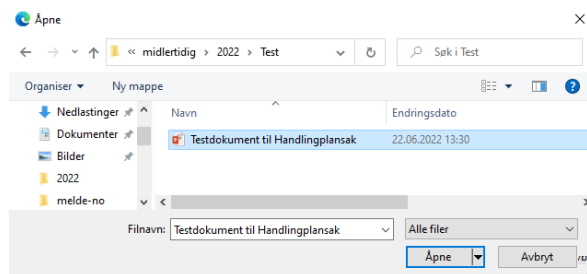 Åpne
« midlertidig > 2022 > Test
Søk i Test
Organiser
Ny mappe
Nedlastinger
Dokumenter
Bilder
2022
melde-no
Navn
Endringsdato
Testdokument til Handlingplansak
22.06.2022 13:30
Filnavn: Testdokument til Handlingplansak
Alle filer
Åpne
Avbryt